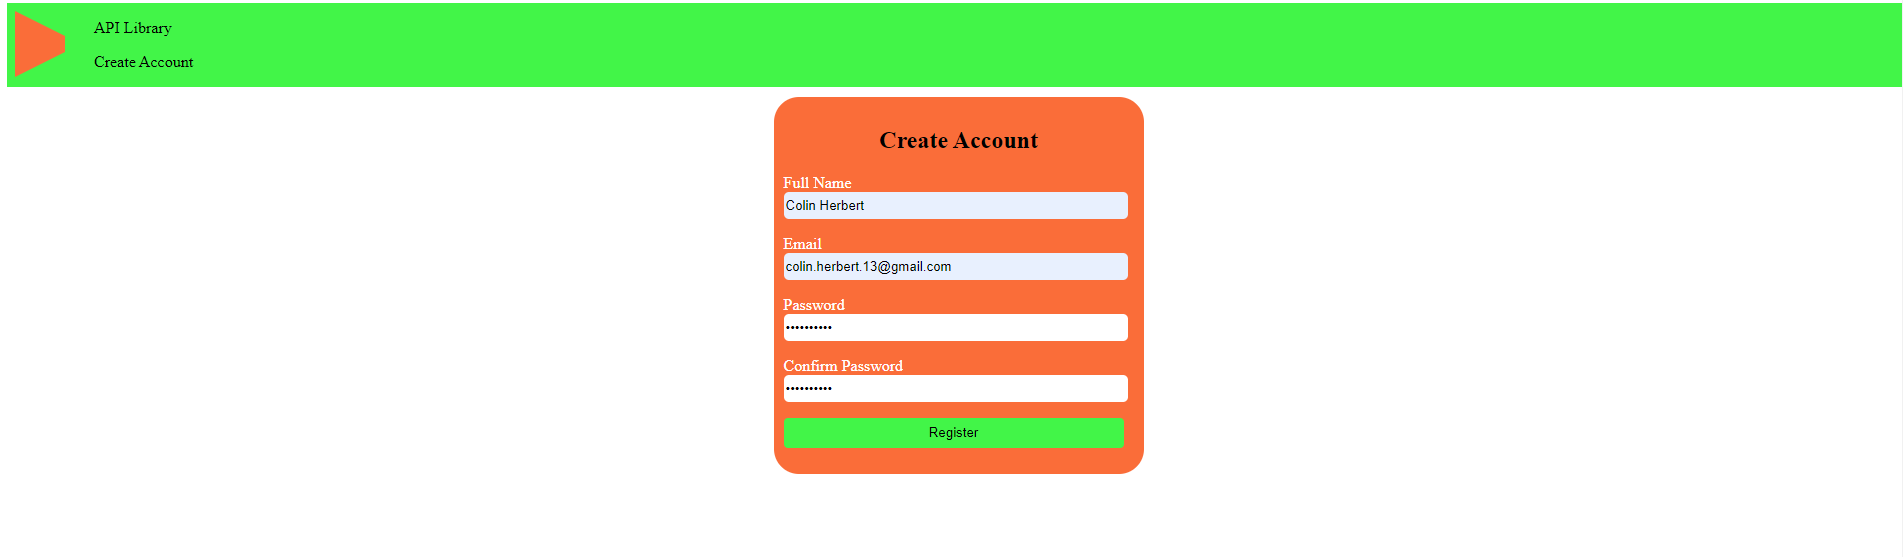 API Library
Create Account
Create Account
Full Name
Colin Herbert
Email
colin.herbert.13@gmail.com
Password
••••••••••
Confirm Password
••••••••••
Register